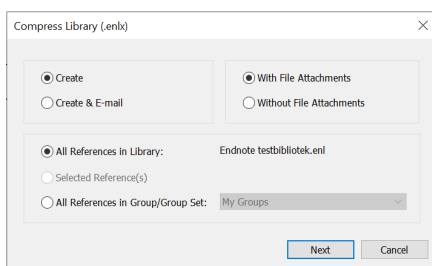 Compress Library (.enlx)
Create
With File Attachments
Create & E-mail
Without File Attachments
All References in Library:
Endnote testbibliotek.enl
Selected Reference(s)
All References in Group/Group Set:
My Groups
Next
Cancel